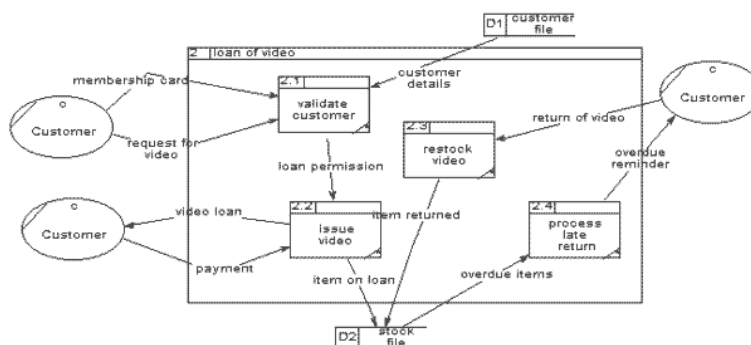 D1 customer
file
2 loan of video
membership card
2.1
validate
customer
customer
details
c
Customer
request for
video
c
Customer
2.3
restock
video
return of video
overdue
reminder
loan permission
c
Customer
video loan
payment
2.2
issue
video
item returned
2.4
process
late
return
item on loan
overdue items
D2 stock
file